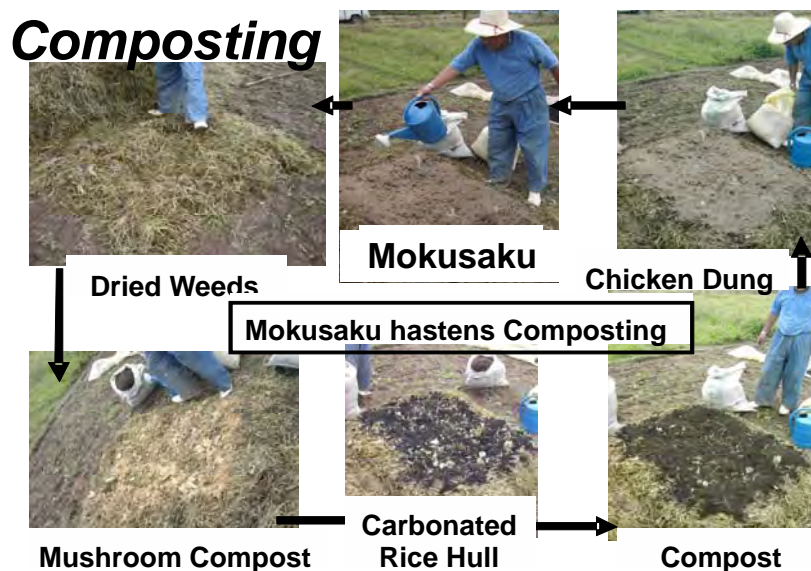 Composting
Mokusaku
Chicken Dung
Dried Weeds
Mokusaku hastens Composting
Mushroom Compost
Carbonated
Rice Hull
Compost